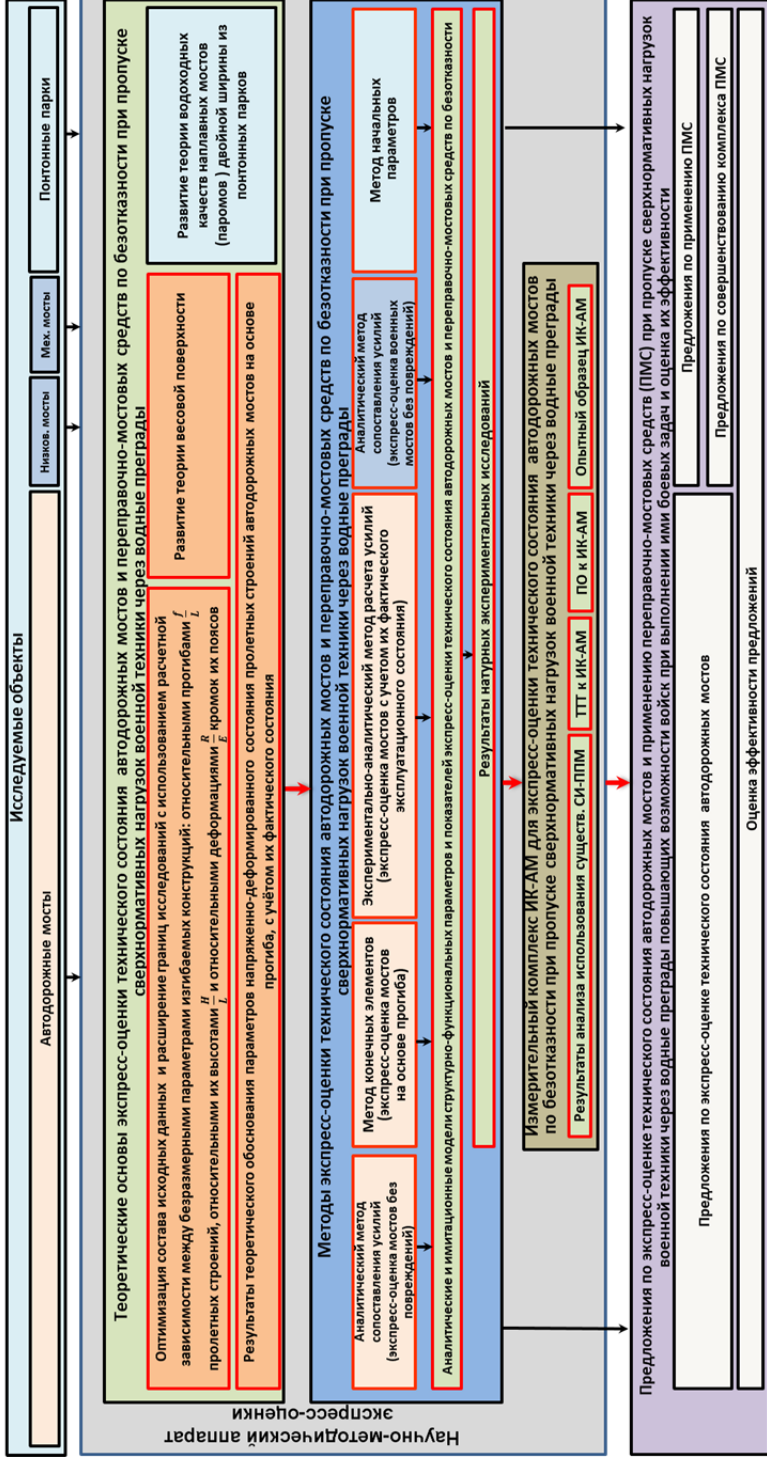 Исследуемые объекты
Автодорожные мосты
Низков. мосты
Мех. мосты
Понтонные парки
Научно-методический аппарат
экспресс-оценки
Теоретические основы экспресс-оценки технического состояния автодорожных мостов и переправочно-мостовых средств по безотказности при пропуске
сверхнормативных нагрузок военной техники через водные преграды
Оптимизация состава исходных данных и расширение границ исследований с использованием расчетной
зависимости между безразмерными параметрами изгибаемых конструкций: относительными прогибами f/L
пролетных строений, относительными их высотами H/L и относительными деформациями R/E кромок их поясов
Развитие теории весовой поверхности
Результаты теоретического обоснования параметров напряженно-деформированного состояния пролетных строений автодорожных мостов на основе
прогиба, с учётом их фактического состояния
Развитие теории водоходных
качеств наплавных мостов
(паромов ) двойной ширины из
понтонных парков
Методы экспресс-оценки технического состояния автодорожных мостов и переправочно-мостовых средств по безотказности при пропуске
сверхнормативных нагрузок военной техники через водные преграды
Аналитический метод
сопоставления усилий
(экспресс-оценка мостов без
повреждений)
Метод конечных элементов
(экспресс-оценка мостов
на основе прогиба)
Экспериментально-аналитический метод расчета усилий
(экспресс-оценка мостов с учетом их фактического
эксплуатационного состояния)
Аналитический метод
сопоставления усилий
(экспресс-оценка военных
мостов без повреждений)
Метод начальных
параметров
Аналитические и имитационные модели структурно-функциональных параметров и показателей экспресс-оценки технического состояния автодорожных мостов и переправочно-мостовых средств по безотказности
Результаты натурных экспериментальных исследований
Измерительный комплекс ИК-АМ для экспресс-оценки технического состояния автодорожных мостов
по безотказности при пропуске сверхнормативных нагрузок военной техники через водные преграды
Результаты анализа использования существ. СИ-ППМ
ТТТ к ИК-АМ
ПО к ИК-АМ
Опытный образец ИК-АМ
Предложения по экспресс-оценке технического состояния автодорожных мостов и применению переправочно-мостовых средств (ПМС) при пропуске сверхнормативных нагрузок
военной техники через водные преграды повышающих возможности войск при выполнении ими боевых задач и оценка их эффективности
Предложения по экспресс-оценке технического состояния автодорожных мостов
Предложения по применению ПМС
Предложения по совершенствованию комплекса ПМС
Оценка эффективности предложений